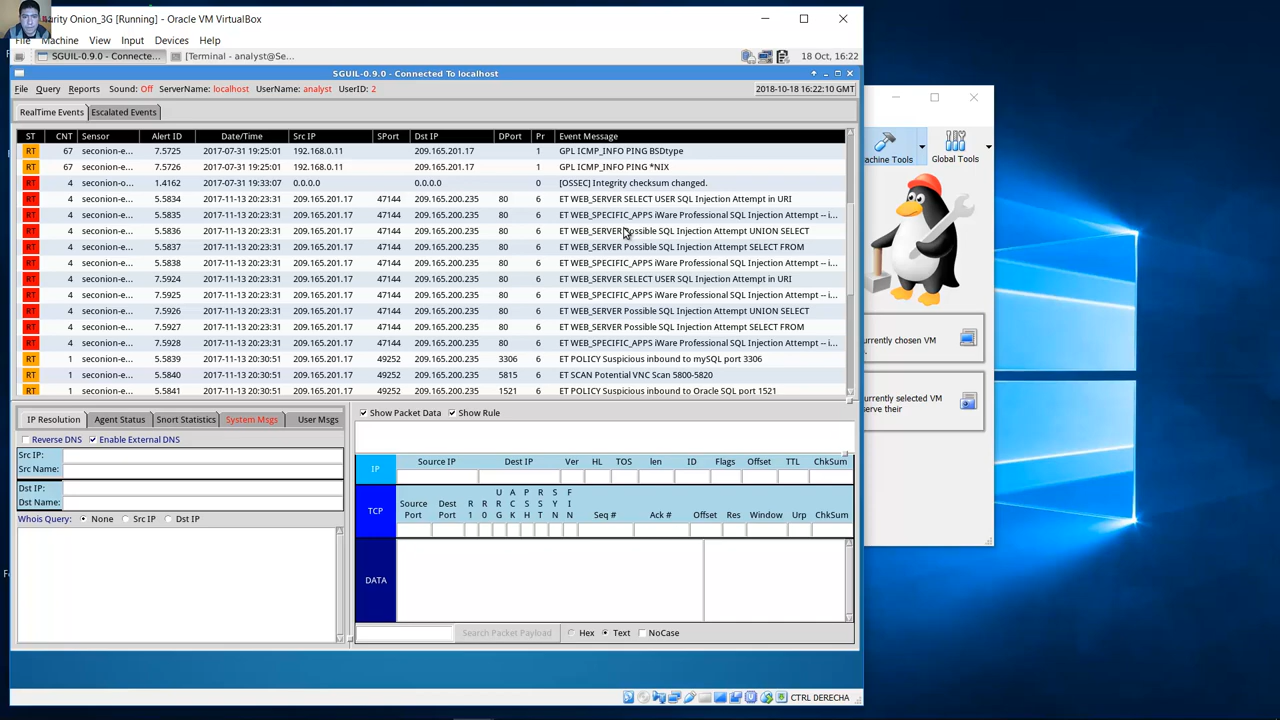 urity Onion_3G [Running] - Oracle VM VirtualBox
File Machine View Input Devices Help
SGUIL-0.9.0 - Connecte... [Terminal - analyst@Se... 18 Oct, 16:22
SGUIL-0.9.0 - Connected To localhost
File Query Reports Sound: Off ServerName: localhost UserName: analyst UserID: 2 2018-10-18 16:22:10 GMT
RealTime Events Escalated Events
ST CNT Sensor Alert ID Date/Time Src IP SPort Dst IP DPort Pr Event Message
RT 67 seconion-e... 7.5725 2017-07-31 19:25:01 192.168.0.11 209.165.201.17 1 GPL ICMP_INFO PING BSDtype
RT 67 seconion-e... 7.5726 2017-07-31 19:25:01 192.168.0.11 209.165.201.17 1 GPL ICMP_INFO PING *NIX
RT 4 seconion-o... 1.4162 2017-07-31 19:33:07 0.0.0.0 0.0.0.0 0 [OSSEC] Integrity checksum changed.
RT 4 seconion-e... 5.5834 2017-11-13 20:23:31 209.165.201.17 47144 209.165.200.235 80 6 ET WEB_SERVER SELECT USER SQL Injection Attempt in URI
RT 4 seconion-e... 5.5835 2017-11-13 20:23:31 209.165.201.17 47144 209.165.200.235 80 6 ET WEB_SPECIFIC_APPS iWare Professional SQL Injection Attempt -- i...
RT 4 seconion-e... 5.5836 2017-11-13 20:23:31 209.165.201.17 47144 209.165.200.235 80 6 ET WEB_SERVER Possible SQL Injection Attempt UNION SELECT
RT 4 seconion-e... 5.5837 2017-11-13 20:23:31 209.165.201.17 47144 209.165.200.235 80 6 ET WEB_SERVER Possible SQL Injection Attempt SELECT FROM
RT 4 seconion-e... 5.5838 2017-11-13 20:23:31 209.165.201.17 47144 209.165.200.235 80 6 ET WEB_SPECIFIC_APPS iWare Professional SQL Injection Attempt -- i...
RT 4 seconion-e... 7.5924 2017-11-13 20:23:31 209.165.201.17 47144 209.165.200.235 80 6 ET WEB_SERVER SELECT USER SQL Injection Attempt in URI
RT 4 seconion-e... 7.5925 2017-11-13 20:23:31 209.165.201.17 47144 209.165.200.235 80 6 ET WEB_SPECIFIC_APPS iWare Professional SQL Injection Attempt -- i...
RT 4 seconion-e... 7.5926 2017-11-13 20:23:31 209.165.201.17 47144 209.165.200.235 80 6 ET WEB_SERVER Possible SQL Injection Attempt UNION SELECT
RT 4 seconion-e... 7.5927 2017-11-13 20:23:31 209.165.201.17 47144 209.165.200.235 80 6 ET WEB_SERVER Possible SQL Injection Attempt SELECT FROM
RT 4 seconion-e... 7.5928 2017-11-13 20:23:31 209.165.201.17 47144 209.165.200.235 80 6 ET WEB_SPECIFIC_APPS iWare Professional SQL Injection Attempt -- i...
RT 1 seconion-e... 5.5839 2017-11-13 20:30:51 209.165.201.17 49252 209.165.200.235 3306 6 ET POLICY Suspicious inbound to mySQL port 3306
RT 1 seconion-e... 5.5840 2017-11-13 20:30:51 209.165.201.17 49252 209.165.200.235 5815 6 ET SCAN Potential VNC Scan 5800-5820
RT 1 seconion-e... 5.5841 2017-11-13 20:30:51 209.165.201.17 49252 209.165.200.235 1521 6 ET POLICY Suspicious inbound to Oracle SQL port 1521
IP Resolution Agent Status Snort Statistics System Msgs User Msgs
Reverse DNS Enable External DNS
Src IP:
Src Name:
Dst IP:
Dst Name:
Whois Query: None Src IP Dst IP
Show Packet Data Show Rule
IP Source IP Dest IP Ver HL TOS len ID Flags Offset TTL ChkSum
TCP Source Port Dest Port R1 R0 URG ACK PSH RST SYN FIN Seq # Ack # Offset Res Window Urp ChkSum
DATA
Search Packet Payload Hex Text NoCase
CTRL DERECHA
achine Tools Global Tools
urrently chosen VM
urrently selected VM
erve their